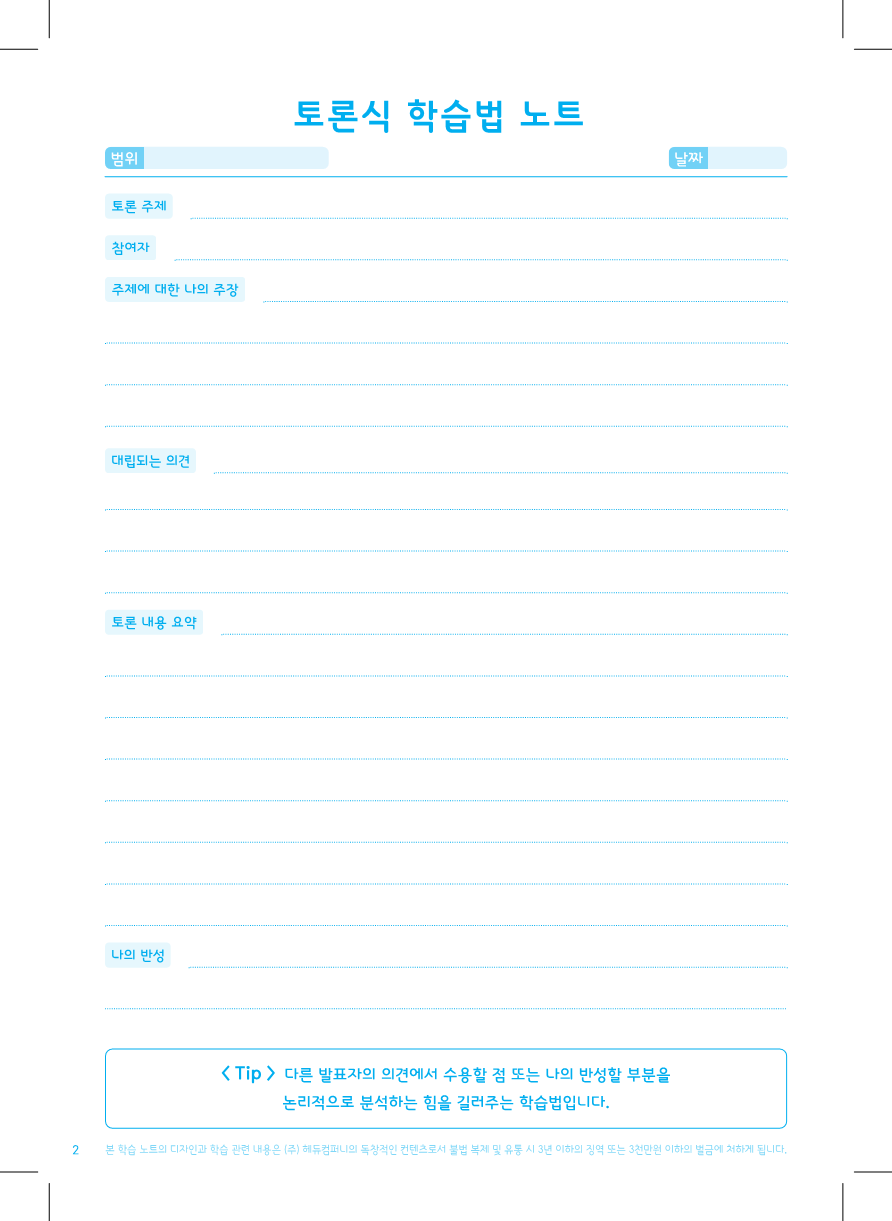 토론식 학습법 노트
범위
날짜
토론 주제
참여자
주제에 대한 나의 주장
대립되는 의견
토론 내용 요약
나의 반성
< Tip > 다른 발표자의 의견에서 수용할 점 또는 나의 반성할 부분을
논리적으로 분석하는 힘을 길러주는 학습법입니다.
2 본 학습 노트의 디자인과 학습 관련 내용은 (주) 헤듀컴퍼니의 독창적인 컨텐츠로서 불법 복제 및 유통 시 3년 이하의 징역 또는 3천만원 이하의 벌금에 처하게 됩니다.